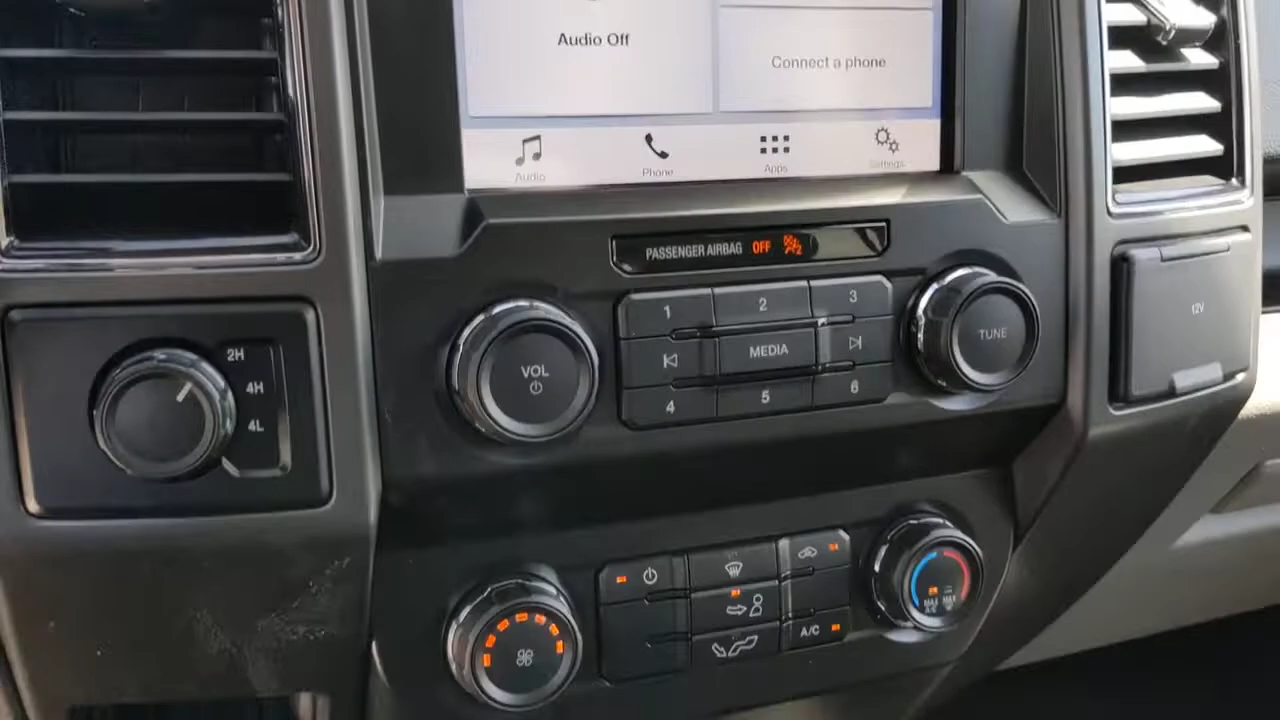 Audio Off
Connect a phone
Audio
Phone
Apps
Settings
PASSENGER AIRBAG OFF
2H
4H
4L
VOL
1
2
3
MEDIA
4
5
6
TUNE
12V
A/C
MAX
A/C
MAX